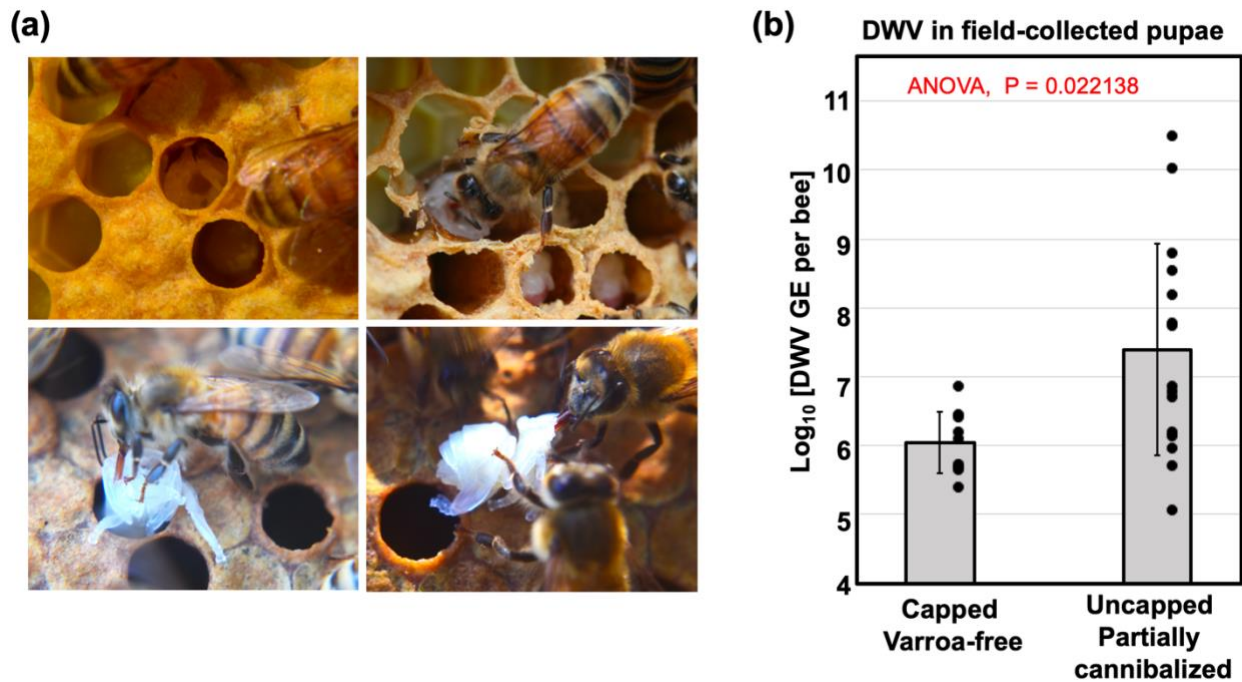 (a)
(b)
DWV in field-collected pupae
ANOVA, P = 0.022138
Log₁₀ [DWV GE per bee]
11
10
9
8
7
6
5
4
Capped
Varroa-free
Uncapped
Partially
cannibalized